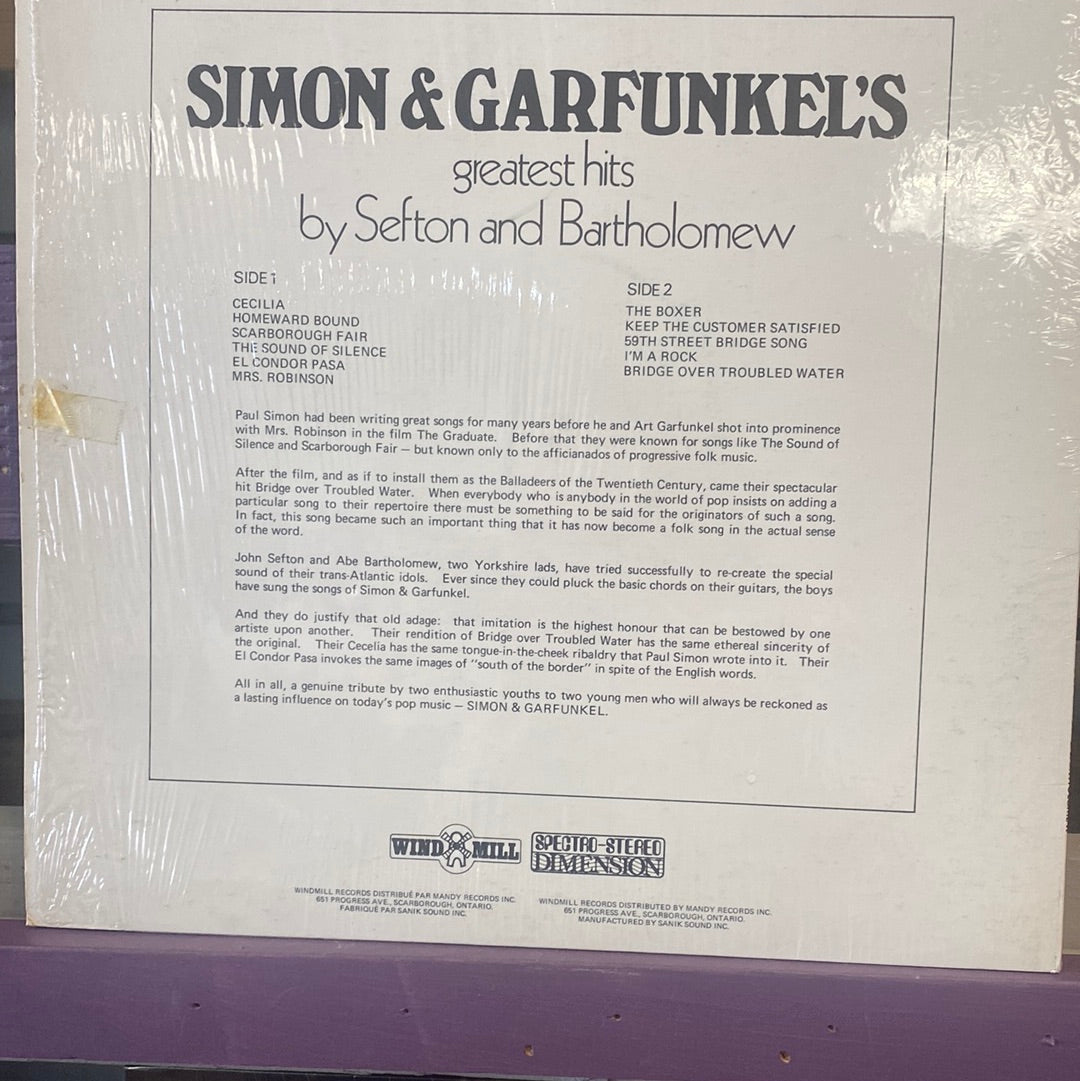 SIMON & GARFUNKEL'S
greatest hits
by Sefton and Bartholomew
SIDE 1
CECILIA
HOMEWARD BOUND
SCARBOROUGH FAIR
THE SOUND OF SILENCE
EL CONDOR PASA
MRS. ROBINSON
SIDE 2
THE BOXER
KEEP THE CUSTOMER SATISFIED
59TH STREET BRIDGE SONG
I'M A ROCK
BRIDGE OVER TROUBLED WATER
Paul Simon had been writing great songs for many years before he and Art Garfunkel shot into prominence
with Mrs. Robinson in the film The Graduate. Before that they were known for songs like The Sound of
Silence and Scarborough Fair — but known only to the afficianados of progressive folk music.
After the film, and as if to install them as the Balladeers of the Twentieth Century, came their spectacular
hit Bridge over Troubled Water. When everybody who is anybody in the world of pop insists on adding a
particular song to their repertoire there must be something to be said for the originators of such a song.
In fact, this song became such an important thing that it has now become a folk song in the actual sense
of the word.
John Sefton and Abe Bartholomew, two Yorkshire lads, have tried successfully to re-create the special
sound of their trans-Atlantic idols. Ever since they could pluck the basic chords on their guitars, the boys
have sung the songs of Simon & Garfunkel.
And they do justify that old adage: that imitation is the highest honour that can be bestowed by one
artiste upon another. Their rendition of Bridge over Troubled Water has the same ethereal sincerity of
the original. Their Cecelia has the same tongue-in-the-cheek ribaldry that Paul Simon wrote into it. Their
El Condor Pasa invokes the same images of "south of the border" in spite of the English words.
All in all, a genuine tribute by two enthusiastic youths to two young men who will always be reckoned as
a lasting influence on today's pop music — SIMON & GARFUNKEL.
WIND MILL
SPECTRO-STEREO
DIMENSION
WINDMILL RECORDS DISTRIBUÉ PAR MANDY RECORDS INC.
651 PROGRESS AVE., SCARBOROUGH, ONTARIO.
FABRIQUÉ PAR SANIK SOUND INC.
WINDMILL RECORDS DISTRIBUTED BY MANDY RECORDS INC.
651 PROGRESS AVE., SCARBOROUGH, ONTARIO.
MANUFACTURED BY SANIK SOUND INC.